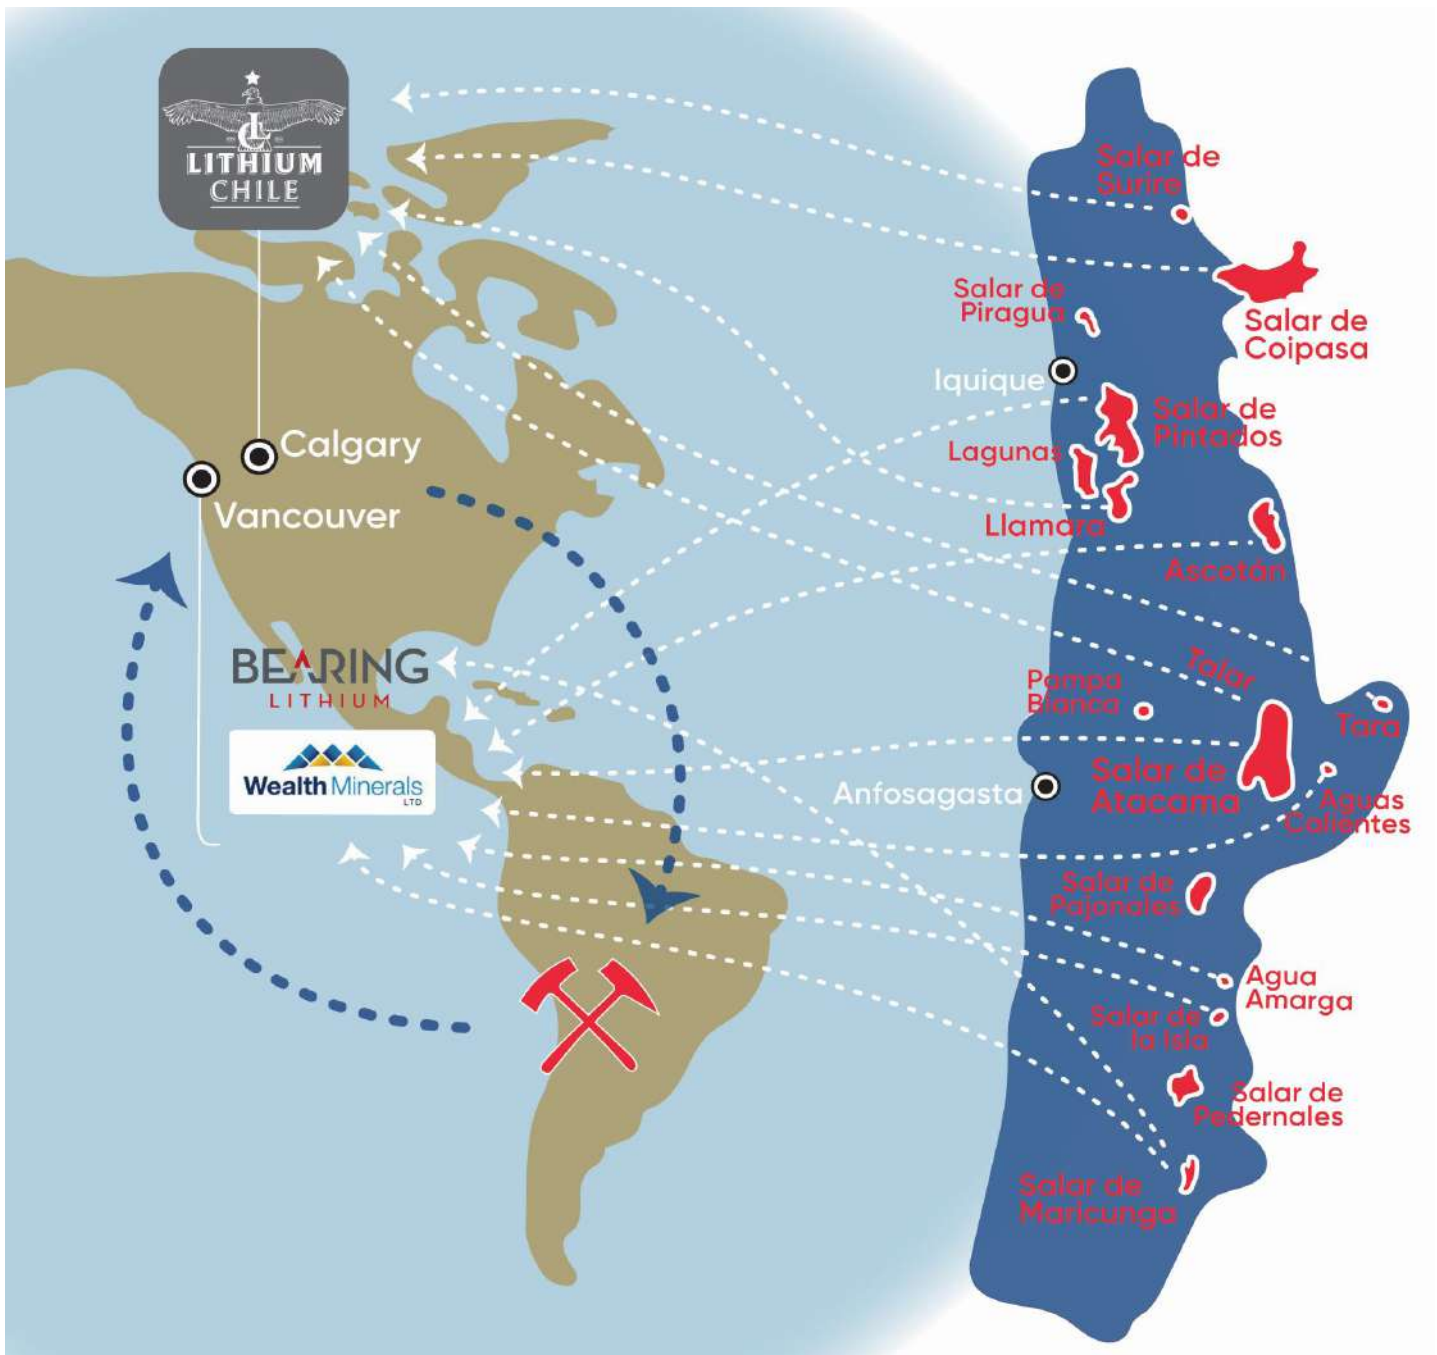 LC
LITHIUM
CHILE
Calgary
Vancouver
BEARING
LITHIUM
Wealth Minerals
LTD
Salar de
Surire
Salar de
Coipasa
Salar de
Piragua
Iquique
Salar de
Pintados
Lagunas
Llamara
Ascotán
Talar
Pampa
Bianca
Tara
Salar de
Atacama
Anfosagasta
Aguas
Calientes
Salar de
Pajonales
Agua
Amarga
Salar de
la Isla
Salar de
Pedernales
Salar de
Maricunga